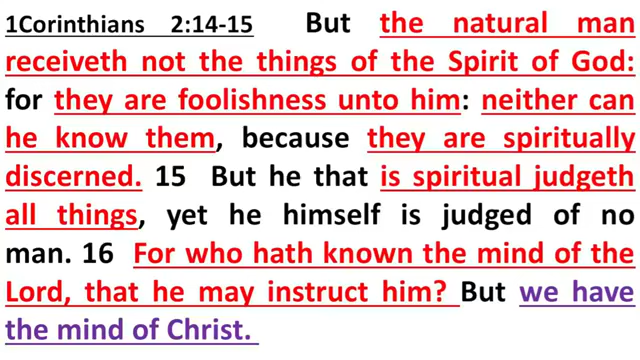 1Corinthians 2:14-15 But the natural man
receiveth not the things of the Spirit of God:
for they are foolishness unto him: neither can
he know them, because they are spiritually
discerned. 15 But he that is spiritual judgeth
all things, yet he himself is judged of no
man. 16 For who hath known the mind of the
Lord, that he may instruct him? But we have
the mind of Christ.